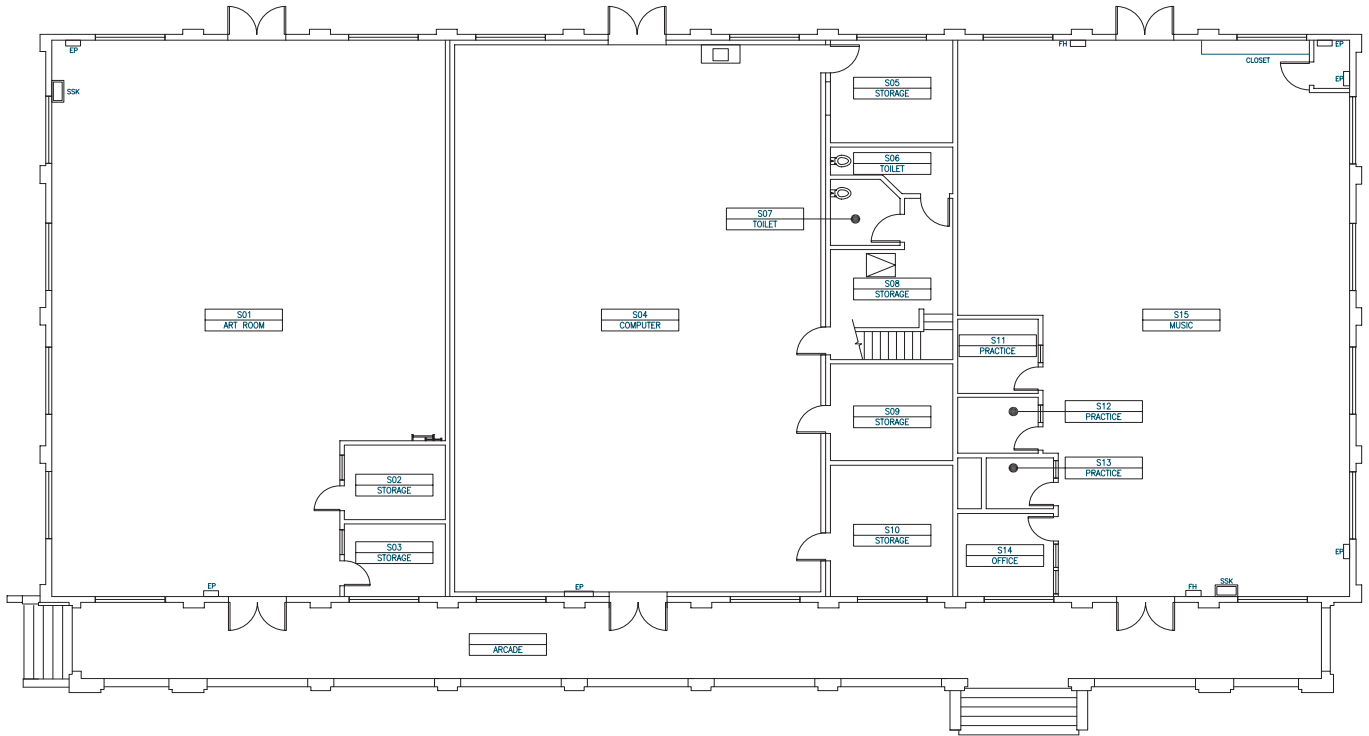 EP
FH
EP
SSK
CLOSET
EP
S05
STORAGE
S06
TOILET
S07
TOILET
S08
STORAGE
S01
ART ROOM
S04
COMPUTER
S15
MUSIC
S11
PRACTICE
S12
PRACTICE
S09
STORAGE
S13
PRACTICE
S02
STORAGE
S10
STORAGE
S03
STORAGE
S14
OFFICE
EP
EP
EP
FH
SSK
ARCADE